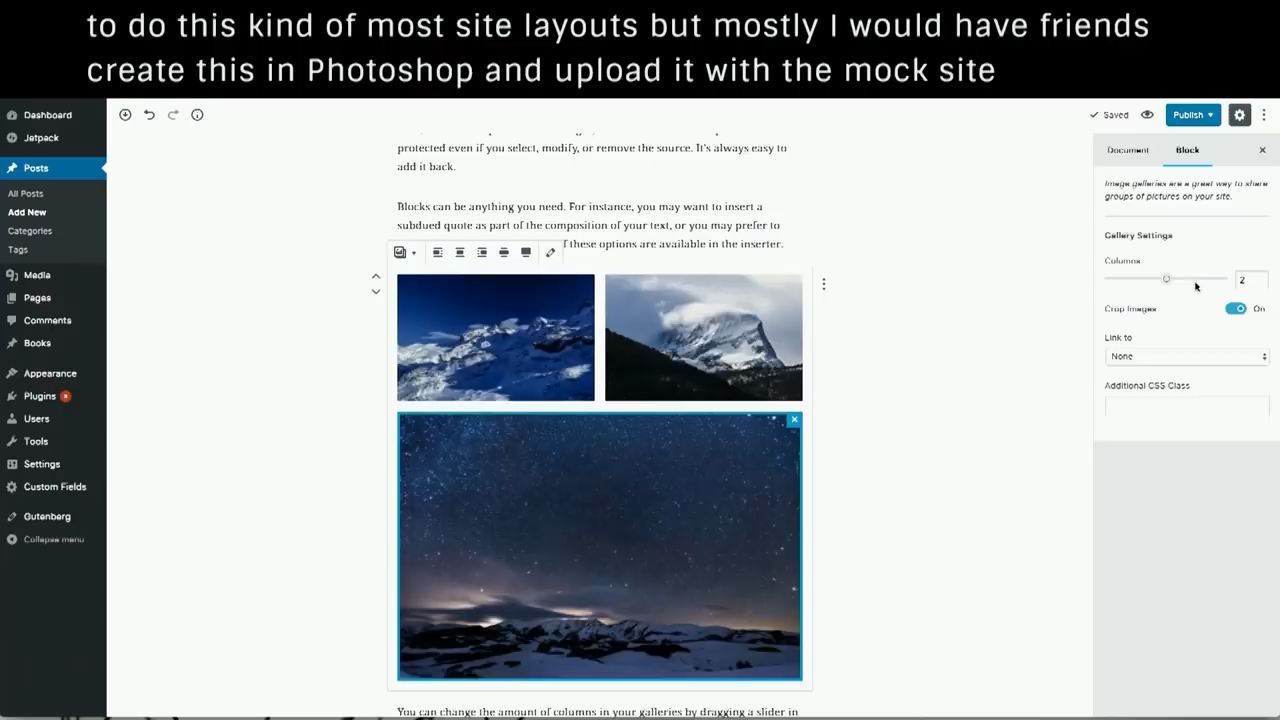 to do this kind of most site layouts but mostly I would have friends
create this in Photoshop and upload it with the mock site
Dashboard
Jetpack
Posts
All Posts
Add New
Categories
Tags
Media
Pages
Comments
Books
Appearance
Plugins
Users
Tools
Settings
Custom Fields
Gutenberg
Collapse menu
Saved
Publish
protected even if you select, modify, or remove the source. It's always easy to
add it back.
Blocks can be anything you need. For instance, you may want to insert a
subdued quote as part of the composition of your text, or you may prefer to
f these options are available in the inserter.
You can change the amount of columns in your galleries by dragging a slider in
Document
Block
Image galleries are a great way to share
groups of pictures on your site.
Gallery Settings
Columns
2
Crop Images
On
Link to
None
Additional CSS Class